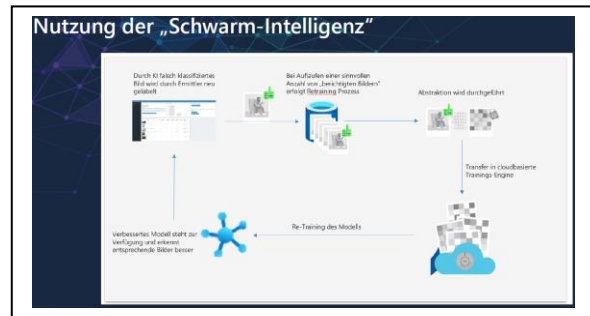 Nutzung der „Schwarm-Intelligenz“
Durch KI falsch klassifiziertes
Bild wird durch Ermittler neu
gelabelt
Bei Auflaufen einer sinnvollen
Anzahl von „berichtigten Bildern“
erfolgt Retraining Prozess
Abstraktion wird durchgeführt
Transfer in cloudbasierte
Trainings Engine
Re-Training des Modells
Verbessertes Modell steht zur
Verfügung und erkennt
entsprechende Bilder besser